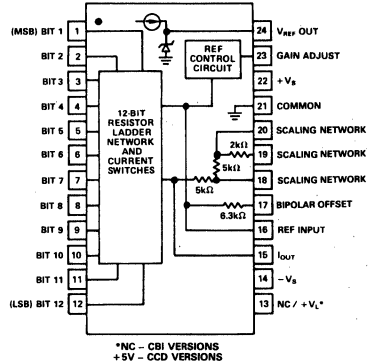 (MSB) BIT 1 1
BIT 2 2
BIT 3 3
BIT 4 4
BIT 5 5
BIT 6 6
BIT 7 7
BIT 8 8
BIT 9 9
BIT 10 10
BIT 11 11
(LSB) BIT 12 12
12-BIT
RESISTOR
LADDER
NETWORK
AND
CURRENT
SWITCHES
REF
CONTROL
CIRCUIT
2kΩ
5kΩ
5kΩ
6.3kΩ
24 VREF OUT
23 GAIN ADJUST
22 +VS
21 COMMON
20 SCALING NETWORK
19 SCALING NETWORK
18 SCALING NETWORK
17 BIPOLAR OFFSET
16 REF INPUT
15 IOUT
14 -VS
13 NC / +VL*
*NC – CBI VERSIONS
+5V – CCD VERSIONS